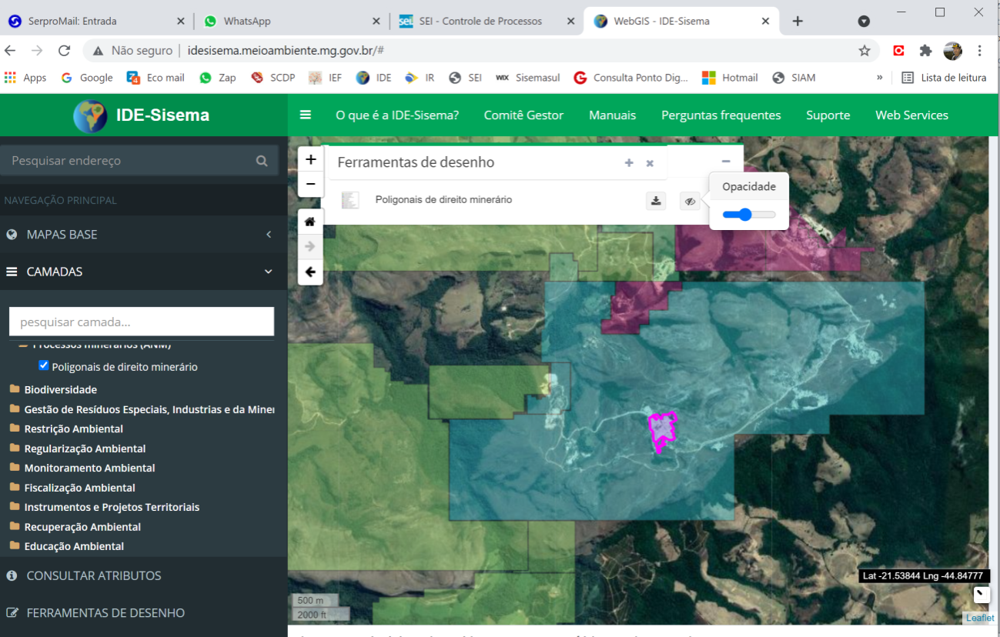 SerproMail: Entrada
WhatsApp
SEI - Controle de Processos
WebGIS - IDE-Sisema
Não seguro | idesisema.meioambiente.mg.gov.br/#
Apps
Google
Eco mail
Zap
SCDP
IEF
IDE
IR
SEI
WIX Sisemasul
Consulta Ponto Dig...
Hotmail
SIAM
»
Lista de leitura
IDE-Sisema
O que é a IDE-Sisema?
Comitê Gestor
Manuais
Perguntas frequentes
Suporte
Web Services
Pesquisar endereço
NAVEGAÇÃO PRINCIPAL
MAPAS BASE
CAMADAS
pesquisar camada...
Processos minerários (ANM)
Poligonais de direito minerário
Biodiversidade
Gestão de Resíduos Especiais, Industrias e da Miner
Restrição Ambiental
Regularização Ambiental
Monitoramento Ambiental
Fiscalização Ambiental
Instrumentos e Projetos Territoriais
Recuperação Ambiental
Educação Ambiental
CONSULTAR ATRIBUTOS
FERRAMENTAS DE DESENHO
+
−
Ferramentas de desenho
Poligonais de direito minerário
Opacidade
Lat -21.53844 Lng -44.84777
500 m
2000 ft
Leaflet